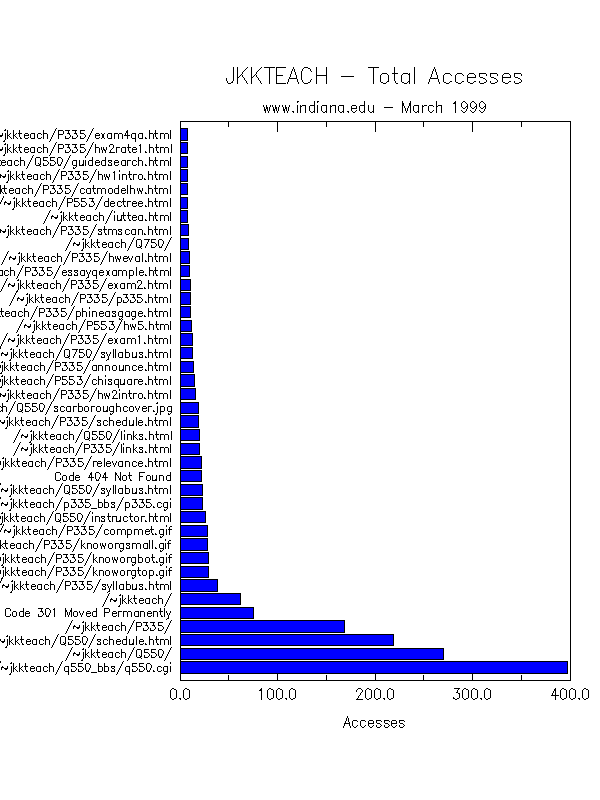 JKKTEACH – Total Accesses
www.indiana.edu – March 1999
~jkkteach/P335/exam4qa.html
~jkkteach/P335/hw2rate1.html
teach/Q550/guidedsearch.html
~jkkteach/P335/hw1intro.html
kkteach/P335/catmodelhw.html
/~jkkteach/P553/dectree.html
/~jkkteach/iuttea.html
~jkkteach/P335/stmscan.html
/~jkkteach/Q750/
/~jkkteach/P335/hweval.html
ach/P335/essayqexample.html
/~jkkteach/P335/exam2.html
/~jkkteach/P335/p335.html
teach/P335/phineasgage.html
/~jkkteach/P553/hw5.html
/~jkkteach/P335/exam1.html
~jkkteach/Q750/syllabus.html
jkkteach/P335/announce.html
~jkkteach/P553/chisquare.html
~jkkteach/P335/hw2intro.html
ch/Q550/scarboroughcover.jpg
~jkkteach/P335/schedule.html
/~jkkteach/Q550/links.html
/~jkkteach/P335/links.html
~jkkteach/P335/relevance.html
Code 404 Not Found
~jkkteach/Q550/syllabus.html
/~jkkteach/p335_bbs/p335.cgi
~jkkteach/Q550/instructor.html
/~jkkteach/P335/compmet.gif
kkteach/P335/knoworgsmall.gif
jkkteach/P335/knoworgbot.gif
jkkteach/P335/knoworgtop.gif
~jkkteach/P335/syllabus.html
/~jkkteach/
Code 301 Moved Permanently
/~jkkteach/P335/
~jkkteach/Q550/schedule.html
/~jkkteach/Q550/
/~jkkteach/q550_bbs/q550.cgi
0.0 100.0 200.0 300.0 400.0
Accesses